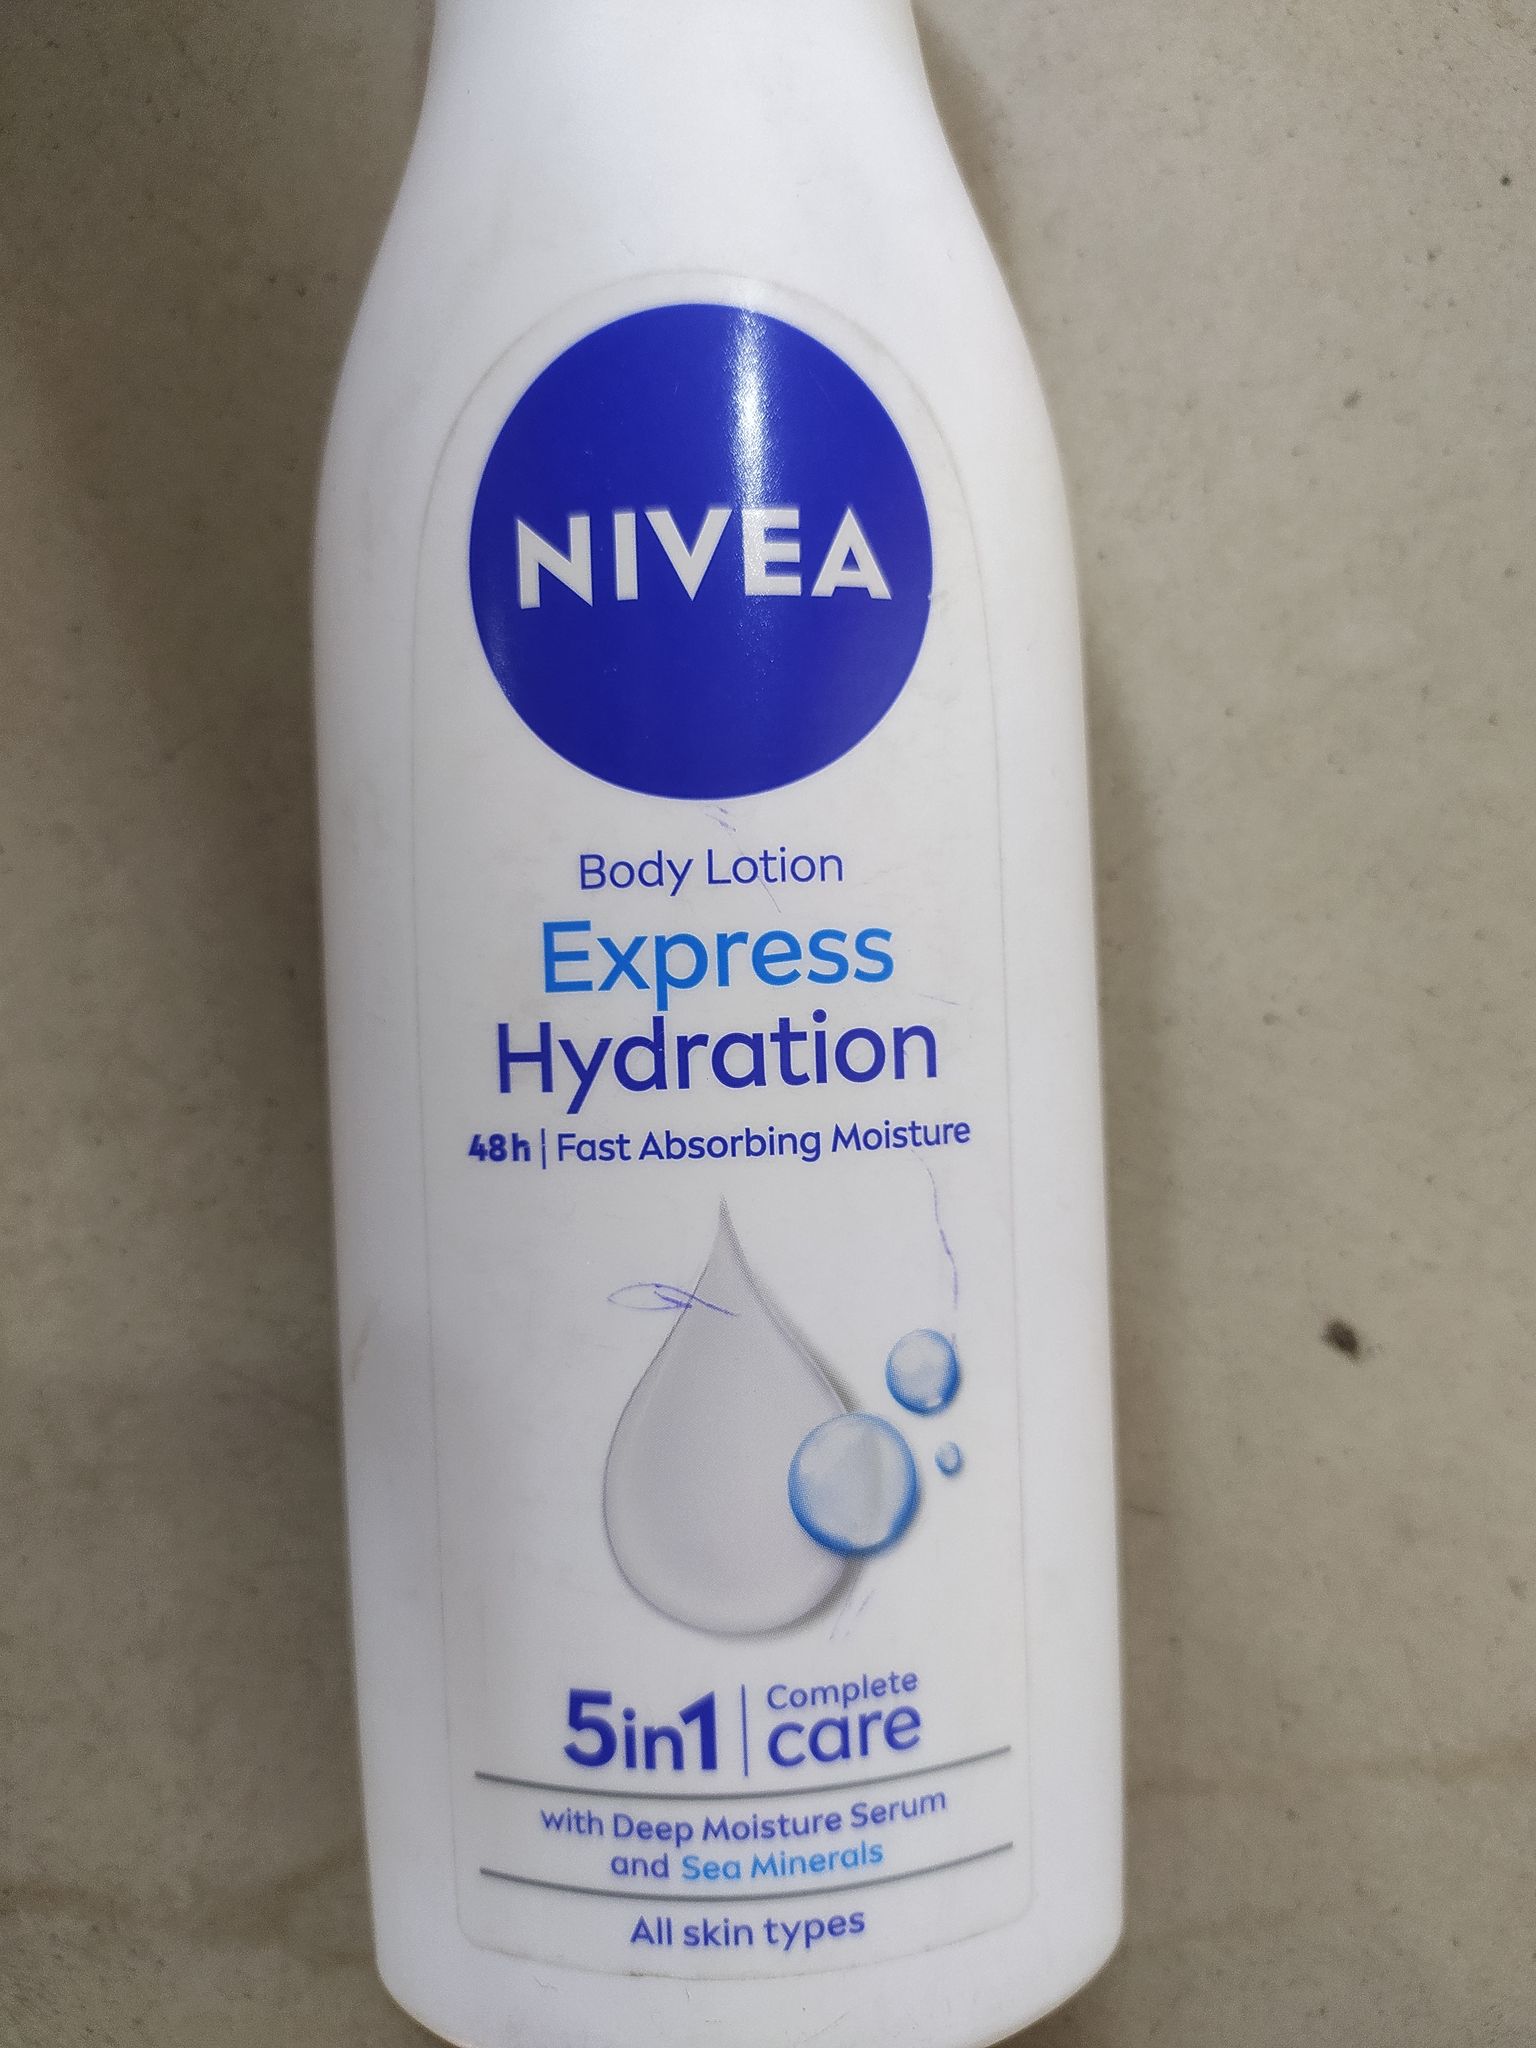 NIVEA
Body Lotion
Express
Hydration
48h | Fast Absorbing Moisture
5in1 | Complete care
with Deep Moisture Serum
and Sea Minerals
All skin types